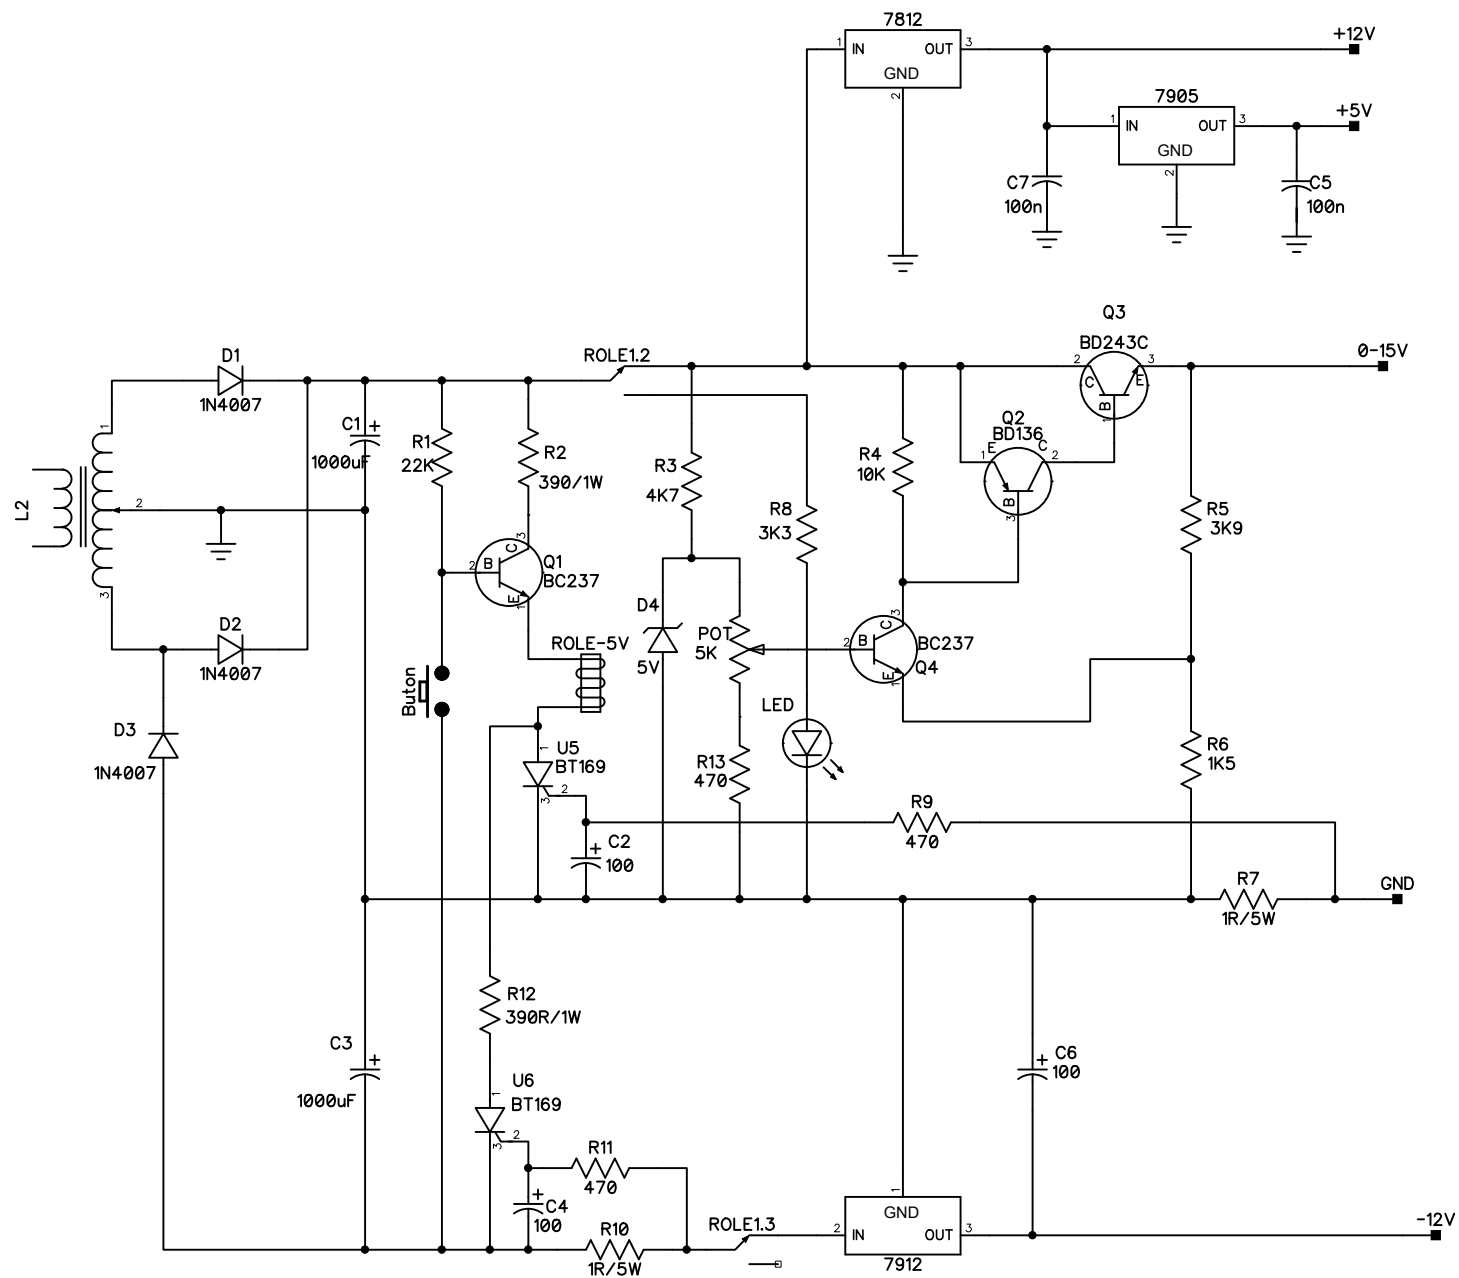 7812
1 IN OUT 3
GND
2
+12V
7905
1 IN OUT 3
GND
2
+5V
C7
100n
C5
100n
Q3
BD243C
2 3
C E
B
1
0-15V
ROLE1.2
D1
1N4007
C1 +
1000uF
R1
22K
R2
390/1W
R3
4K7
R4
10K
Q2
BD136
E C
1 2
B
3
L2
1
2
3
R8
3K3
R5
3K9
3
C
2 B
E
1
Q1
BC237
D2
1N4007
ROLE-5V
D4
5V
POT
5K
3
C
2 B
E
1
BC237
Q4
Buton
LED
D3
1N4007
1 U5
BT169
2
3
R13
470
R6
1K5
R9
470
+ C2
100
R7
1R/5W
GND
R12
390R/1W
C3
+
1000uF
+ C6
100
U6
1
BT169
2
3
R11
470
+
C4
100
R10
1R/5W
ROLE1.3
1
GND
2 IN OUT 3
7912
-12V